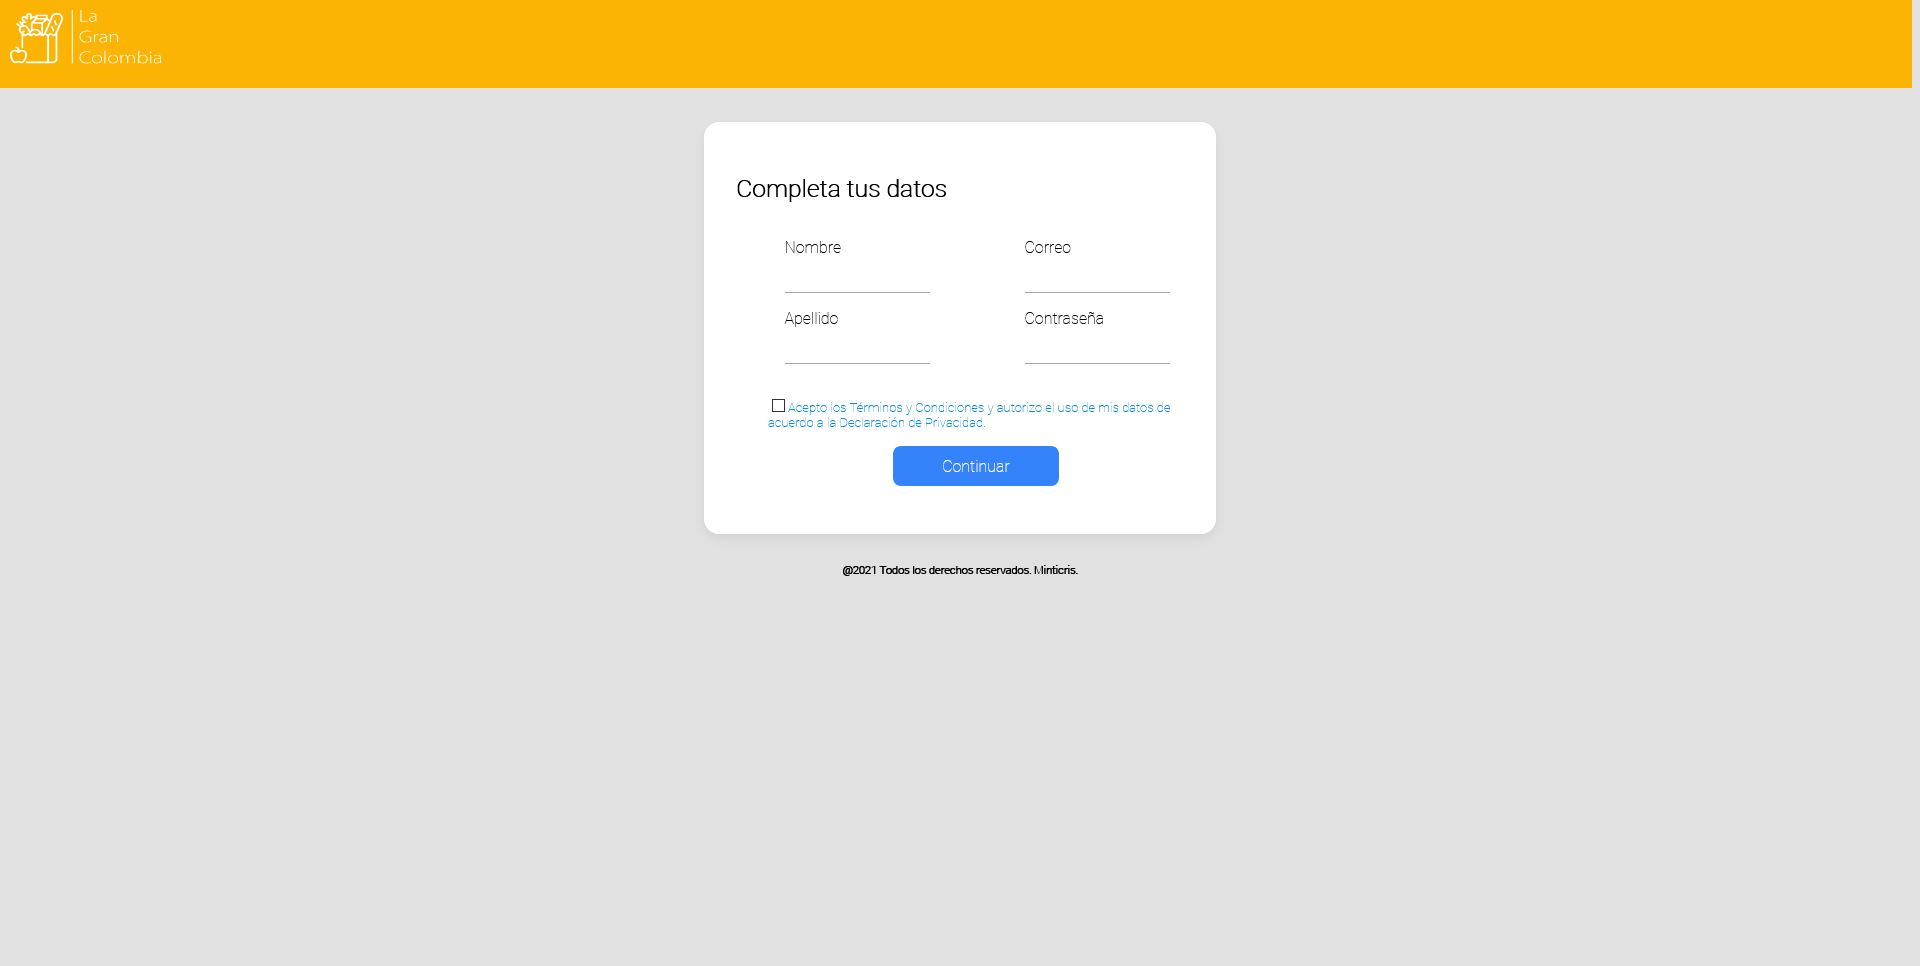 La
Gran
Colombia
Completa tus datos
Nombre
Correo
Apellido
Contraseña
Acepto los Términos y Condiciones y autorizo el uso de mis datos de
acuerdo a la Declaración de Privacidad.
Continuar
@2021 Todos los derechos reservados. Minticris.